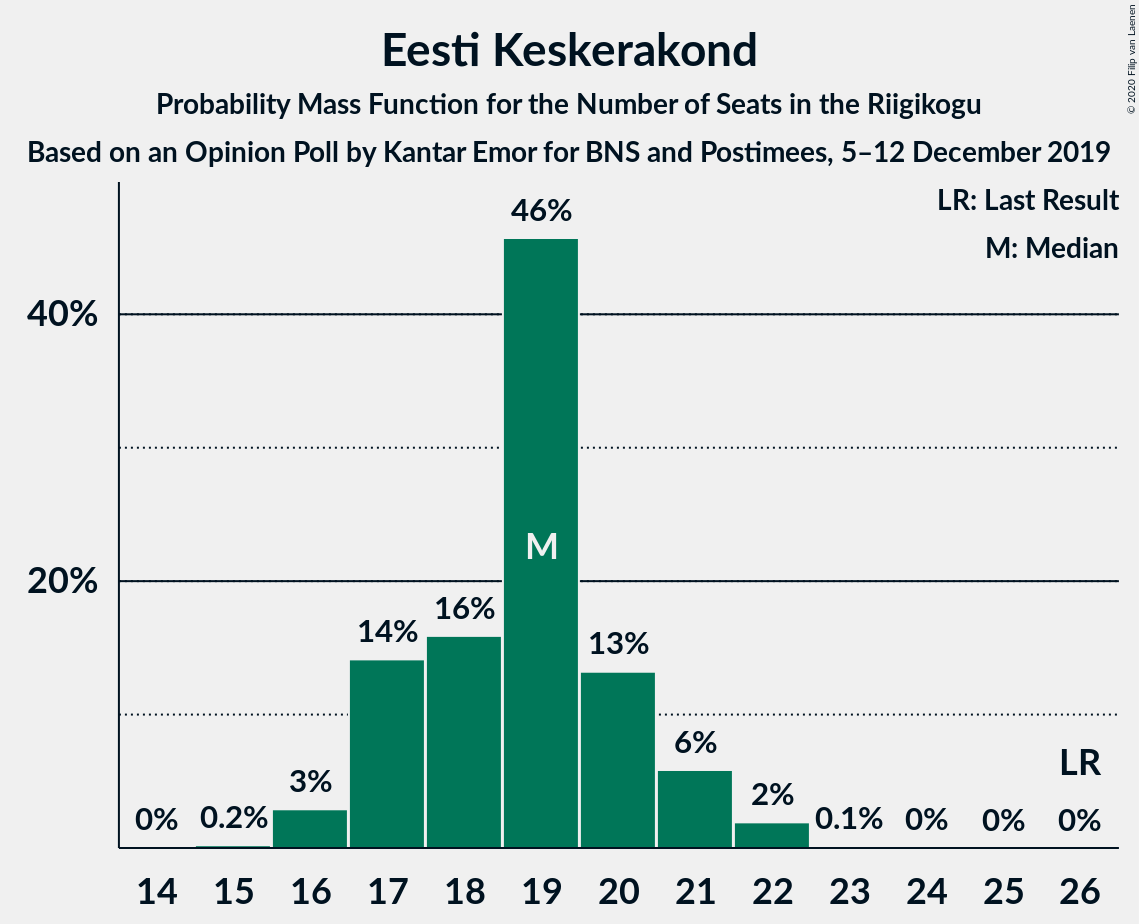 Eesti Keskerakond
Probability Mass Function for the Number of Seats in the Riigikogu
Based on an Opinion Poll by Kantar Emor for BNS and Postimees, 5–12 December 2019
© 2020 Filip van Laenen
LR: Last Result
M: Median
46%
40%
M
20%
16%
14%
13%
6%
LR
3%
2%
0% 0.2% 0.1% 0% 0% 0%
14 15 16 17 18 19 20 21 22 23 24 25 26